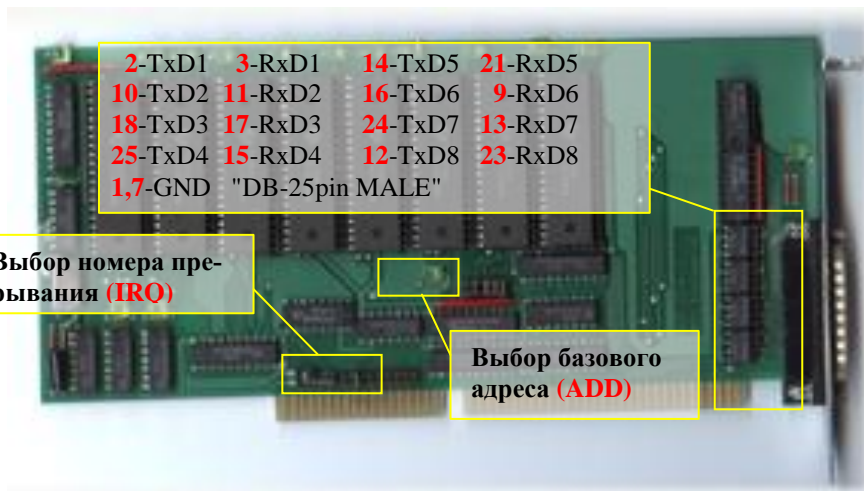 2-TxD1 3-RxD1 14-TxD5 21-RxD5
10-TxD2 11-RxD2 16-TxD6 9-RxD6
18-TxD3 17-RxD3 24-TxD7 13-RxD7
25-TxD4 15-RxD4 12-TxD8 23-RxD8
1,7-GND "DB-25pin MALE"
Выбор номера пре-
рывания (IRQ)
Выбор базового
адреса (ADD)